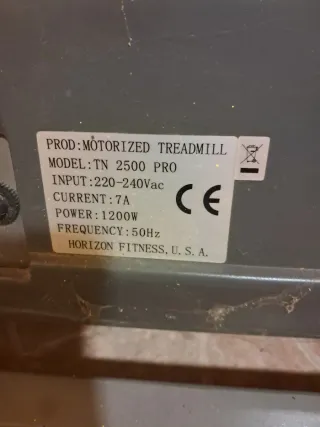 PROD:MOTORIZED TREADMILL
MODEL:TN 2500 PRO
INPUT:220-240Vac
CURRENT:7A
POWER:1200W
FREQUENCY:50Hz
HORIZON FITNESS, U. S. A.
CE